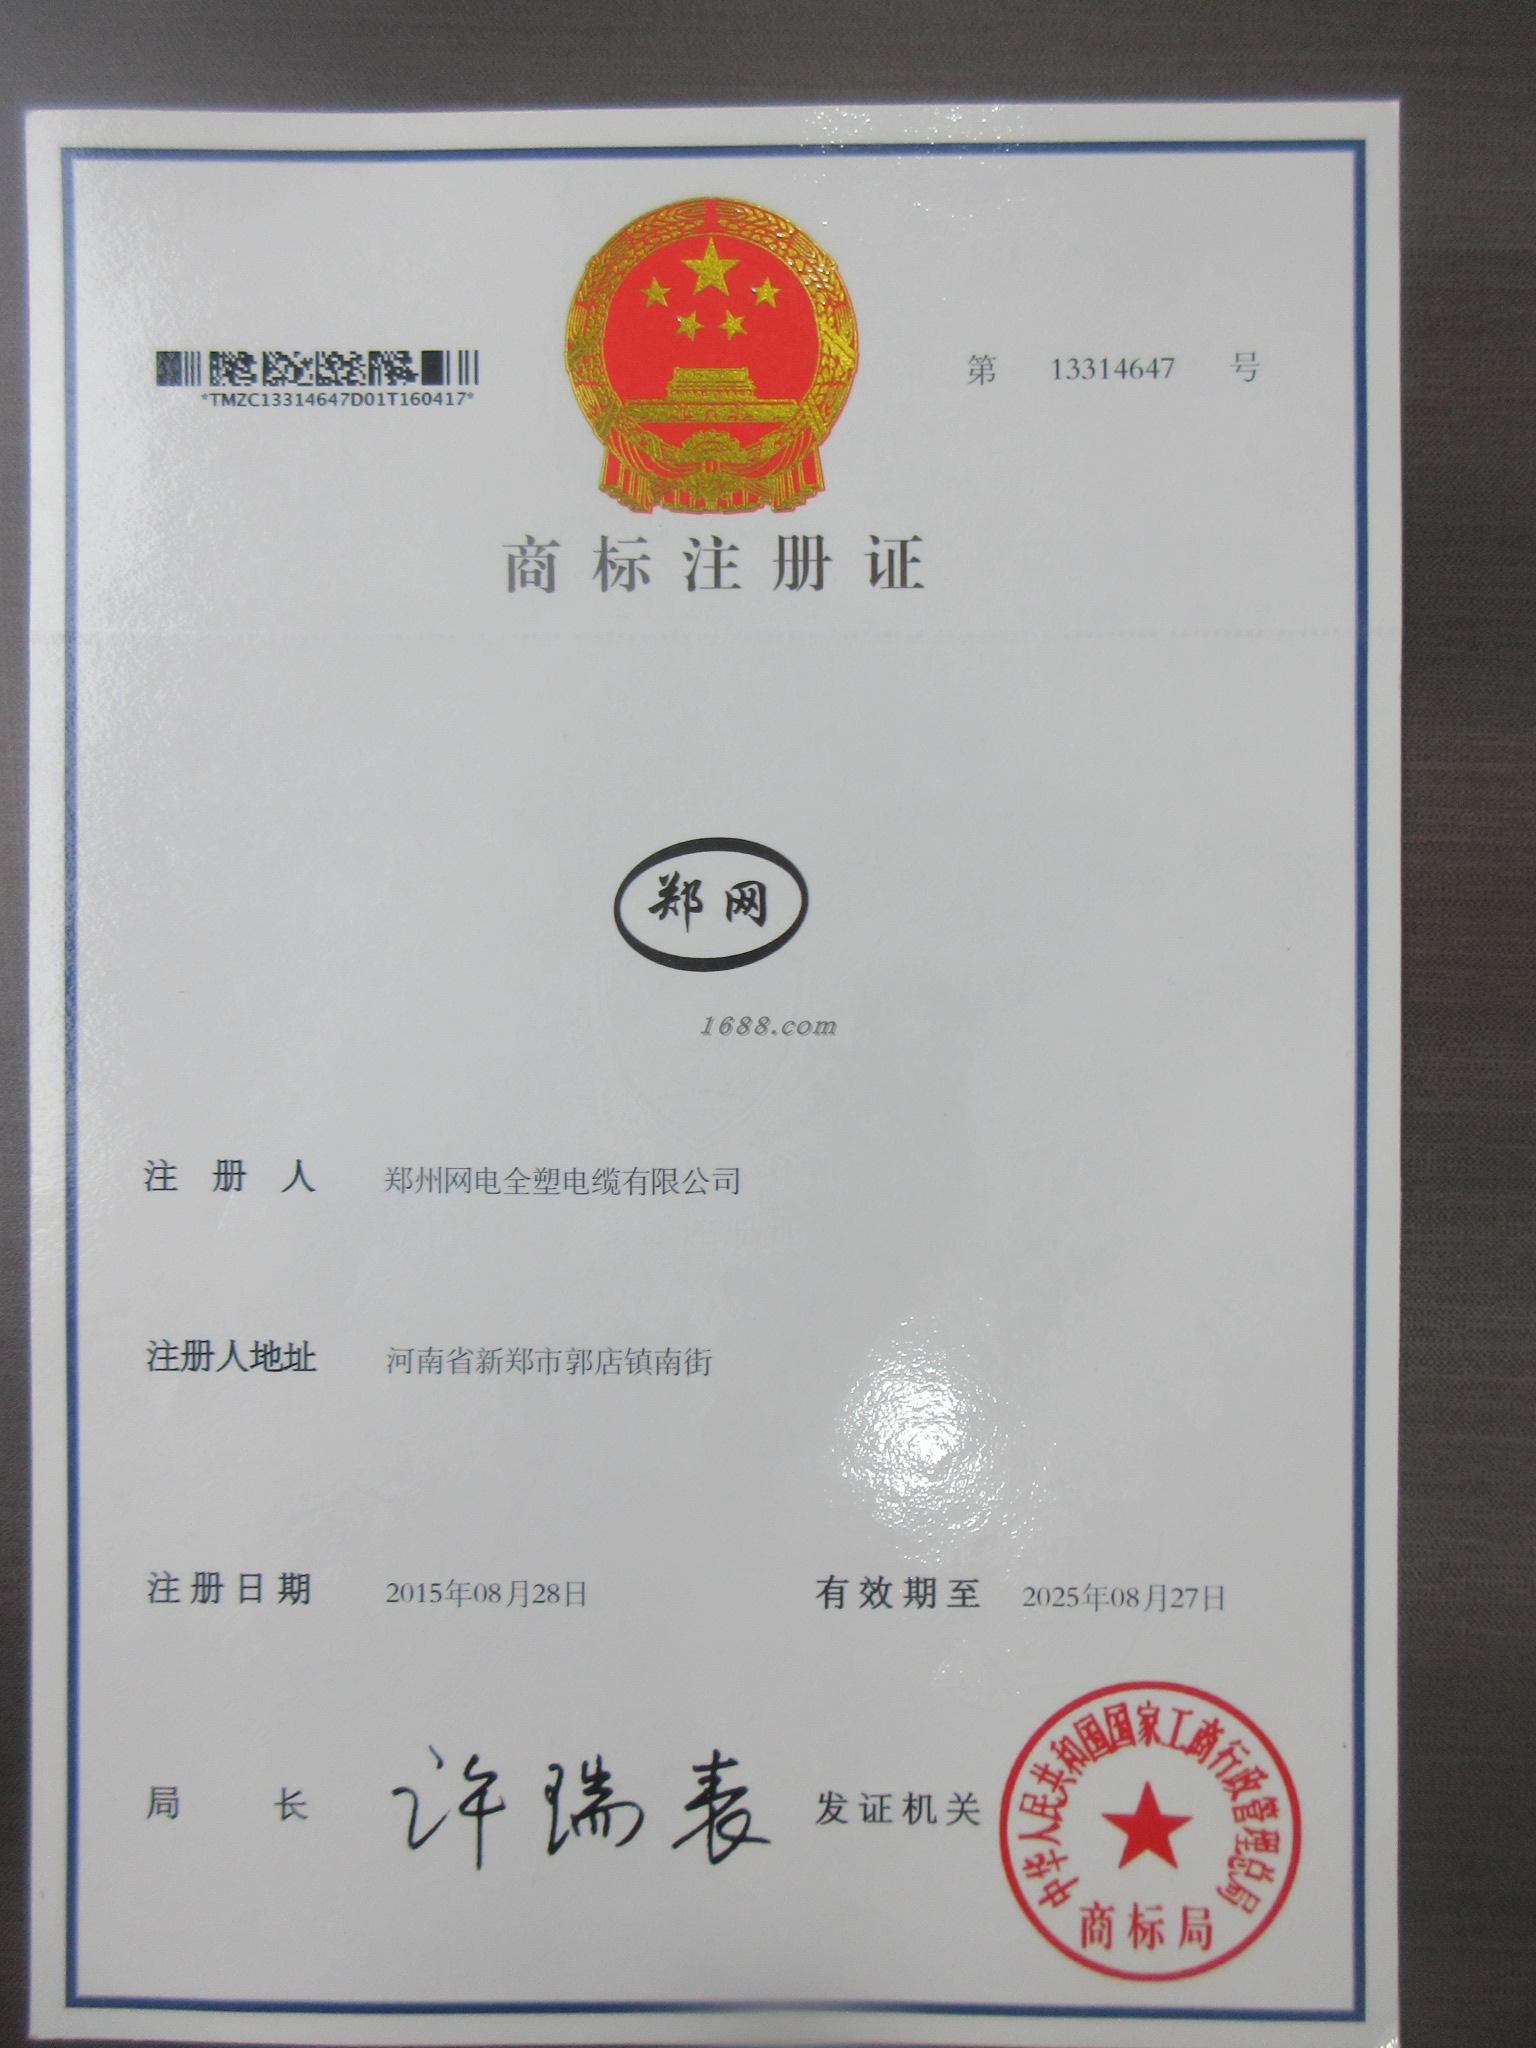 第 13314647 号
*TMZC13314647D01T160417*
商标注册证
郑网
1688.com
注册人 郑州网电全塑电缆有限公司
注册人地址 河南省新郑市郭店镇南街
注册日期 2015年08月28日 有效期至 2025年08月27日
局长 许瑞表 发证机关
中华人民共和国国家工商行政管理总局
商标局